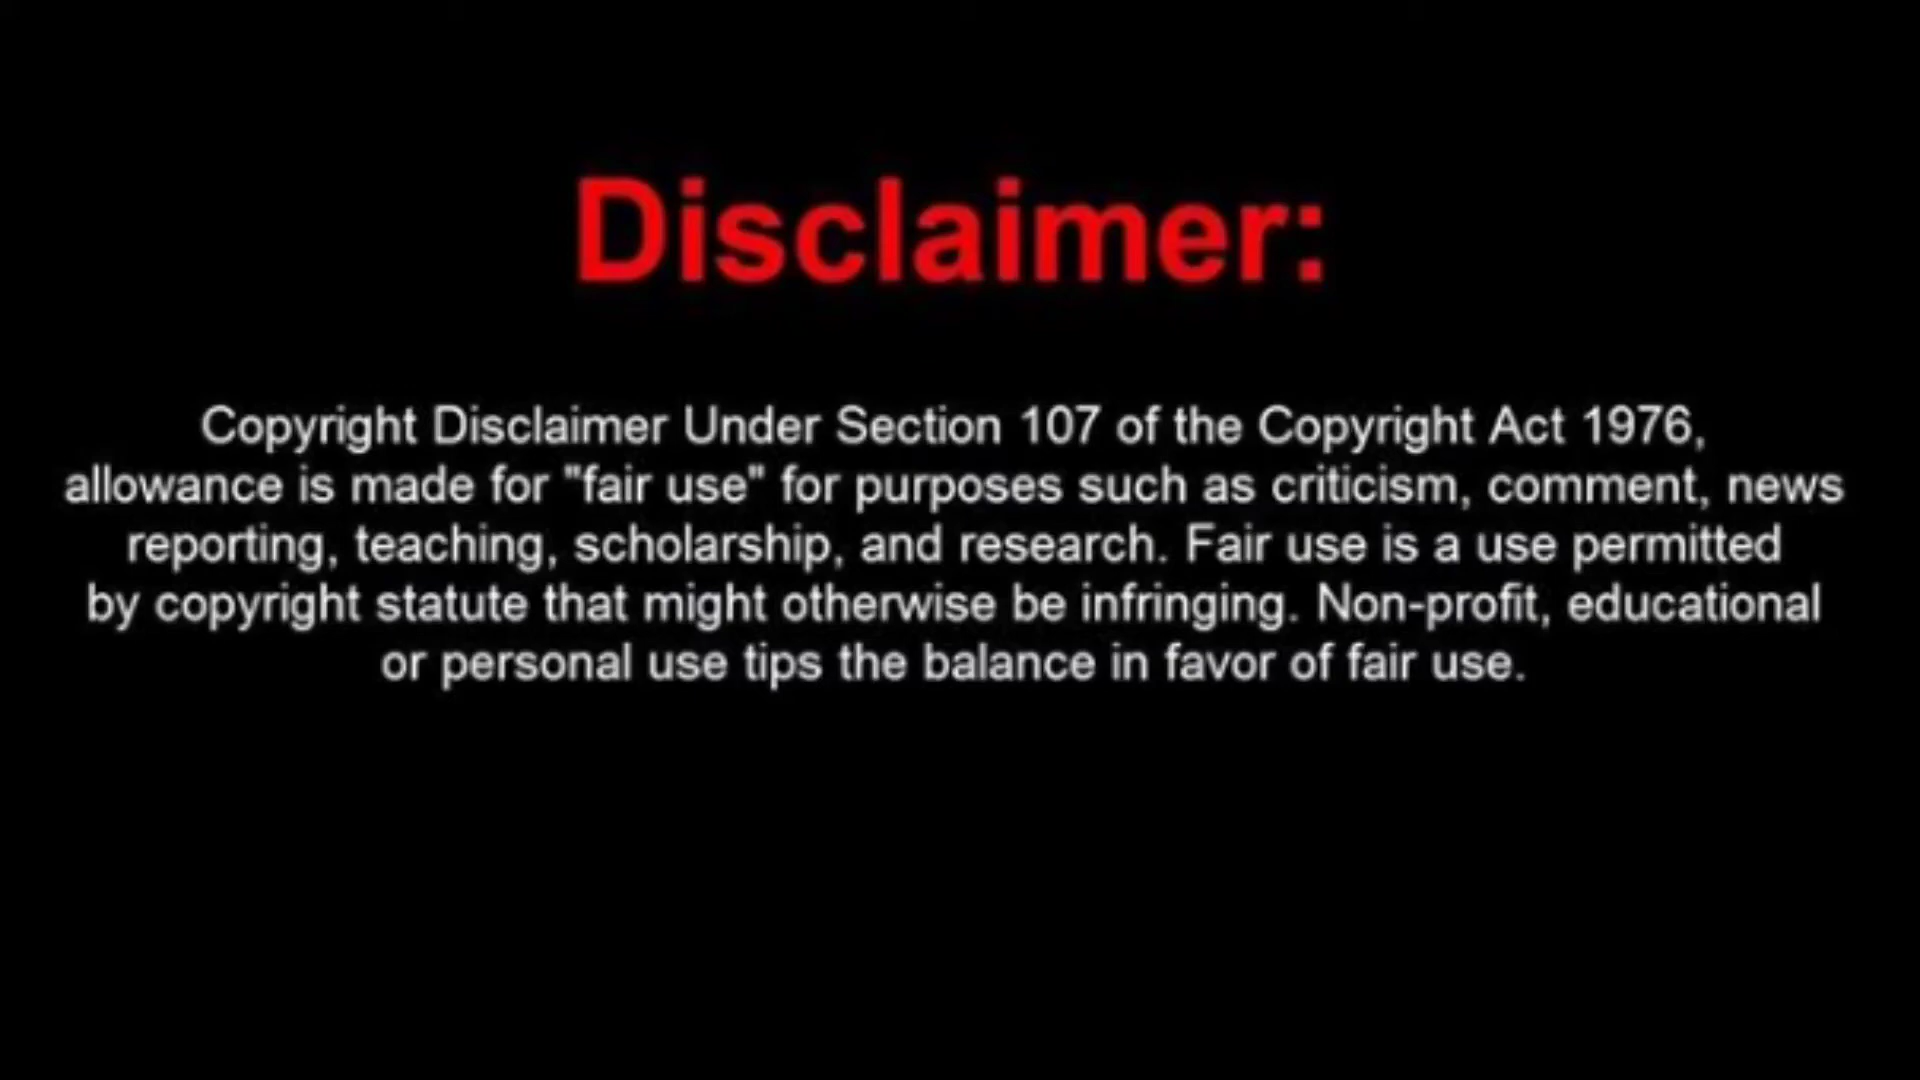 Disclaimer:
Copyright Disclaimer Under Section 107 of the Copyright Act 1976,
allowance is made for "fair use" for purposes such as criticism, comment, news
reporting, teaching, scholarship, and research. Fair use is a use permitted
by copyright statute that might otherwise be infringing. Non-profit, educational
or personal use tips the balance in favor of fair use.